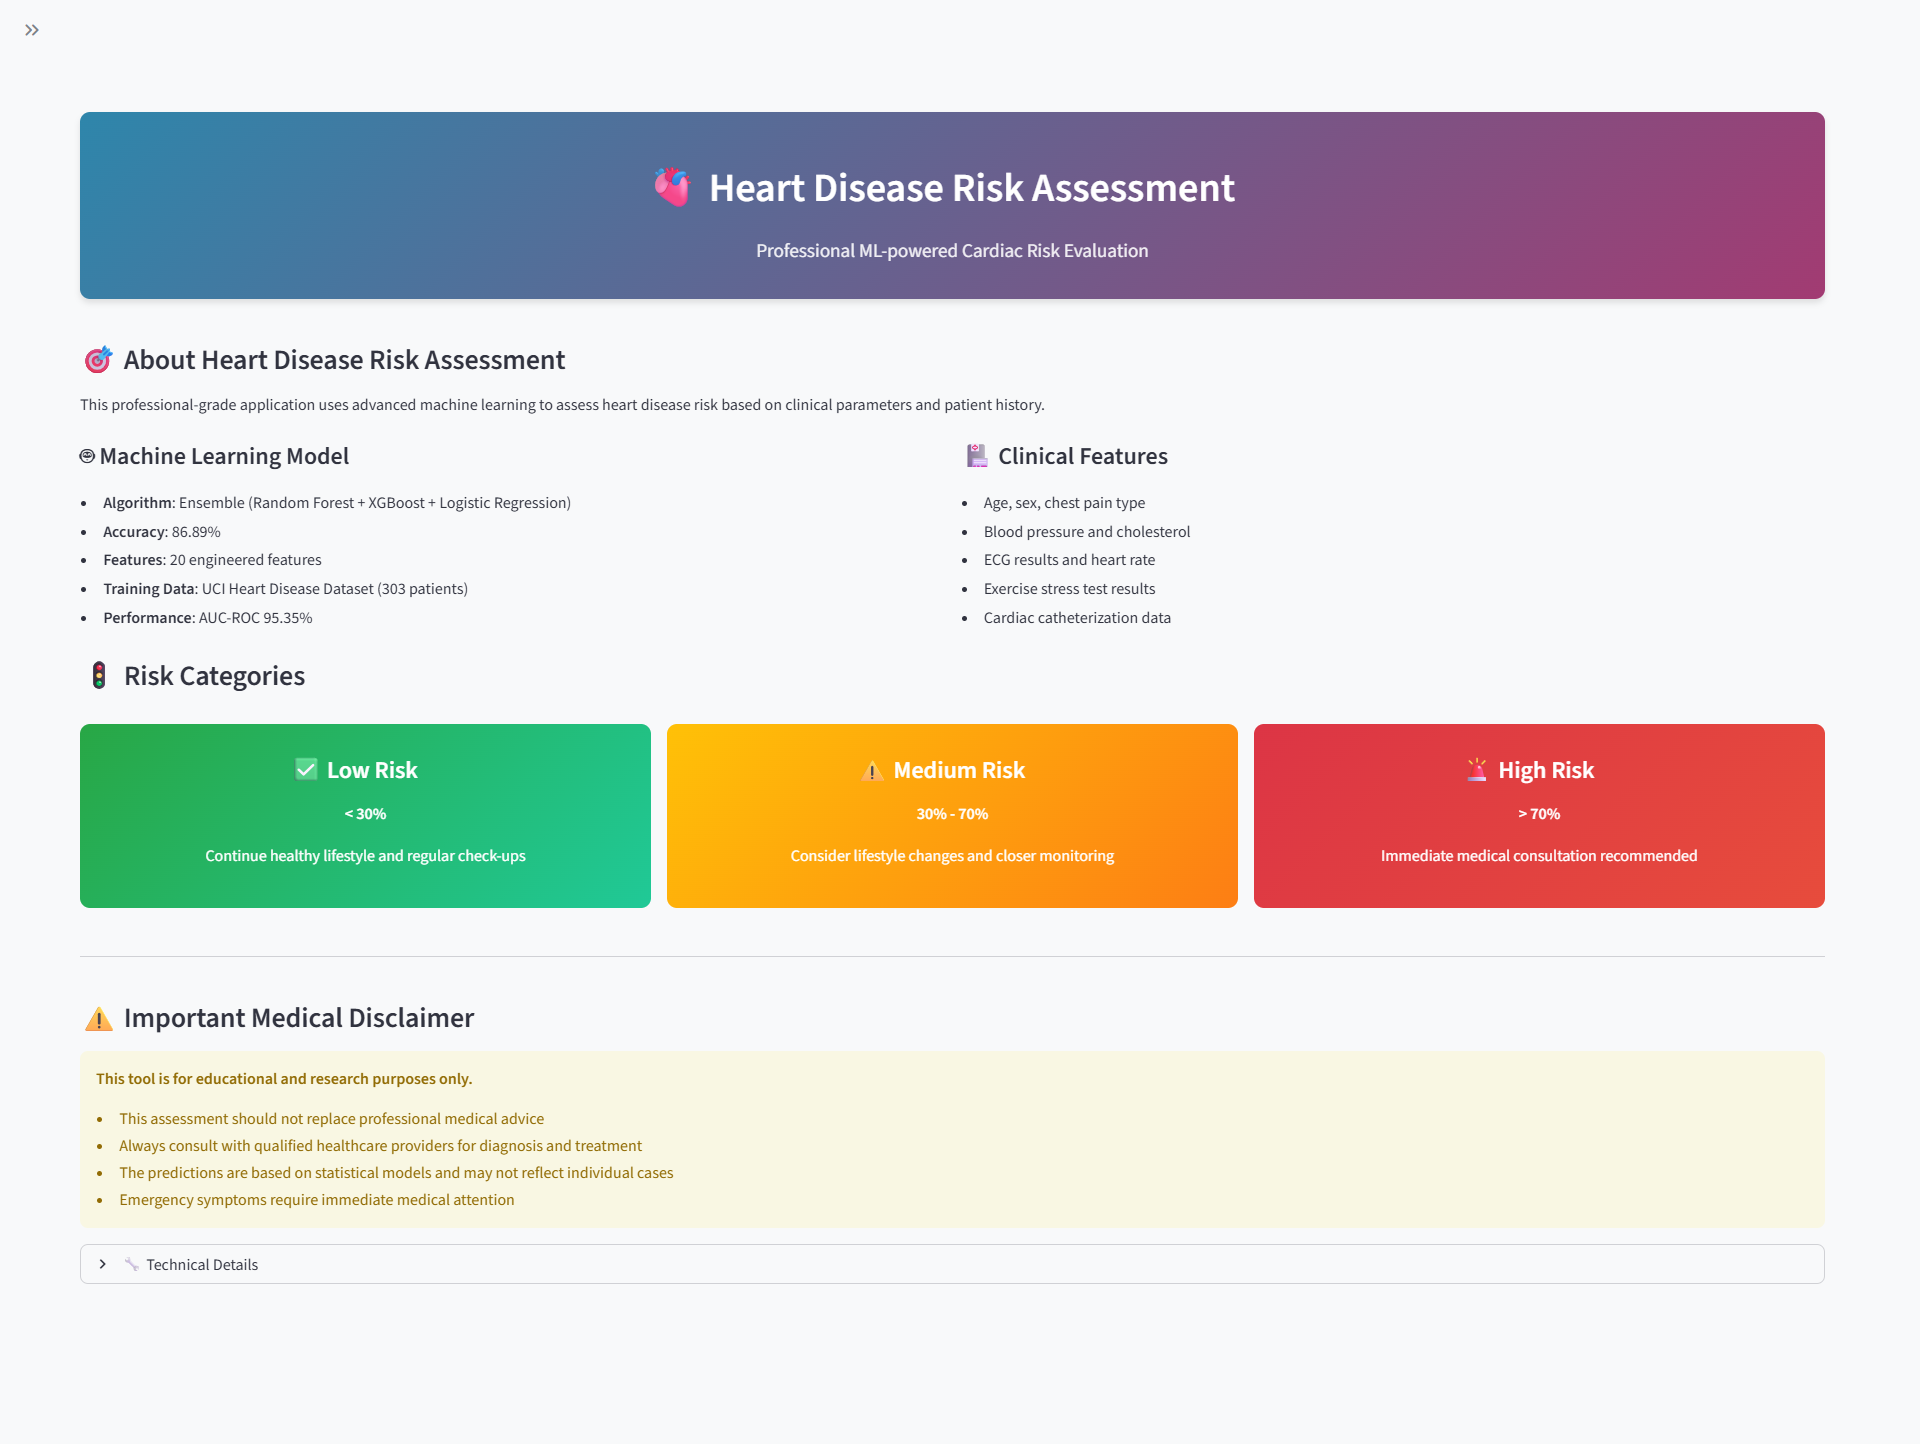 Heart Disease Risk Assessment
Professional ML-powered Cardiac Risk Evaluation
About Heart Disease Risk Assessment
This professional-grade application uses advanced machine learning to assess heart disease risk based on clinical parameters and patient history.
Machine Learning Model
Algorithm: Ensemble (Random Forest + XGBoost + Logistic Regression)
Accuracy: 86.89%
Features: 20 engineered features
Training Data: UCI Heart Disease Dataset (303 patients)
Performance: AUC-ROC 95.35%
Clinical Features
Age, sex, chest pain type
Blood pressure and cholesterol
ECG results and heart rate
Exercise stress test results
Cardiac catheterization data
Risk Categories
Low Risk
< 30%
Continue healthy lifestyle and regular check-ups
Medium Risk
30% - 70%
Consider lifestyle changes and closer monitoring
High Risk
> 70%
Immediate medical consultation recommended
Important Medical Disclaimer
This tool is for educational and research purposes only.
This assessment should not replace professional medical advice
Always consult with qualified healthcare providers for diagnosis and treatment
The predictions are based on statistical models and may not reflect individual cases
Emergency symptoms require immediate medical attention
Technical Details